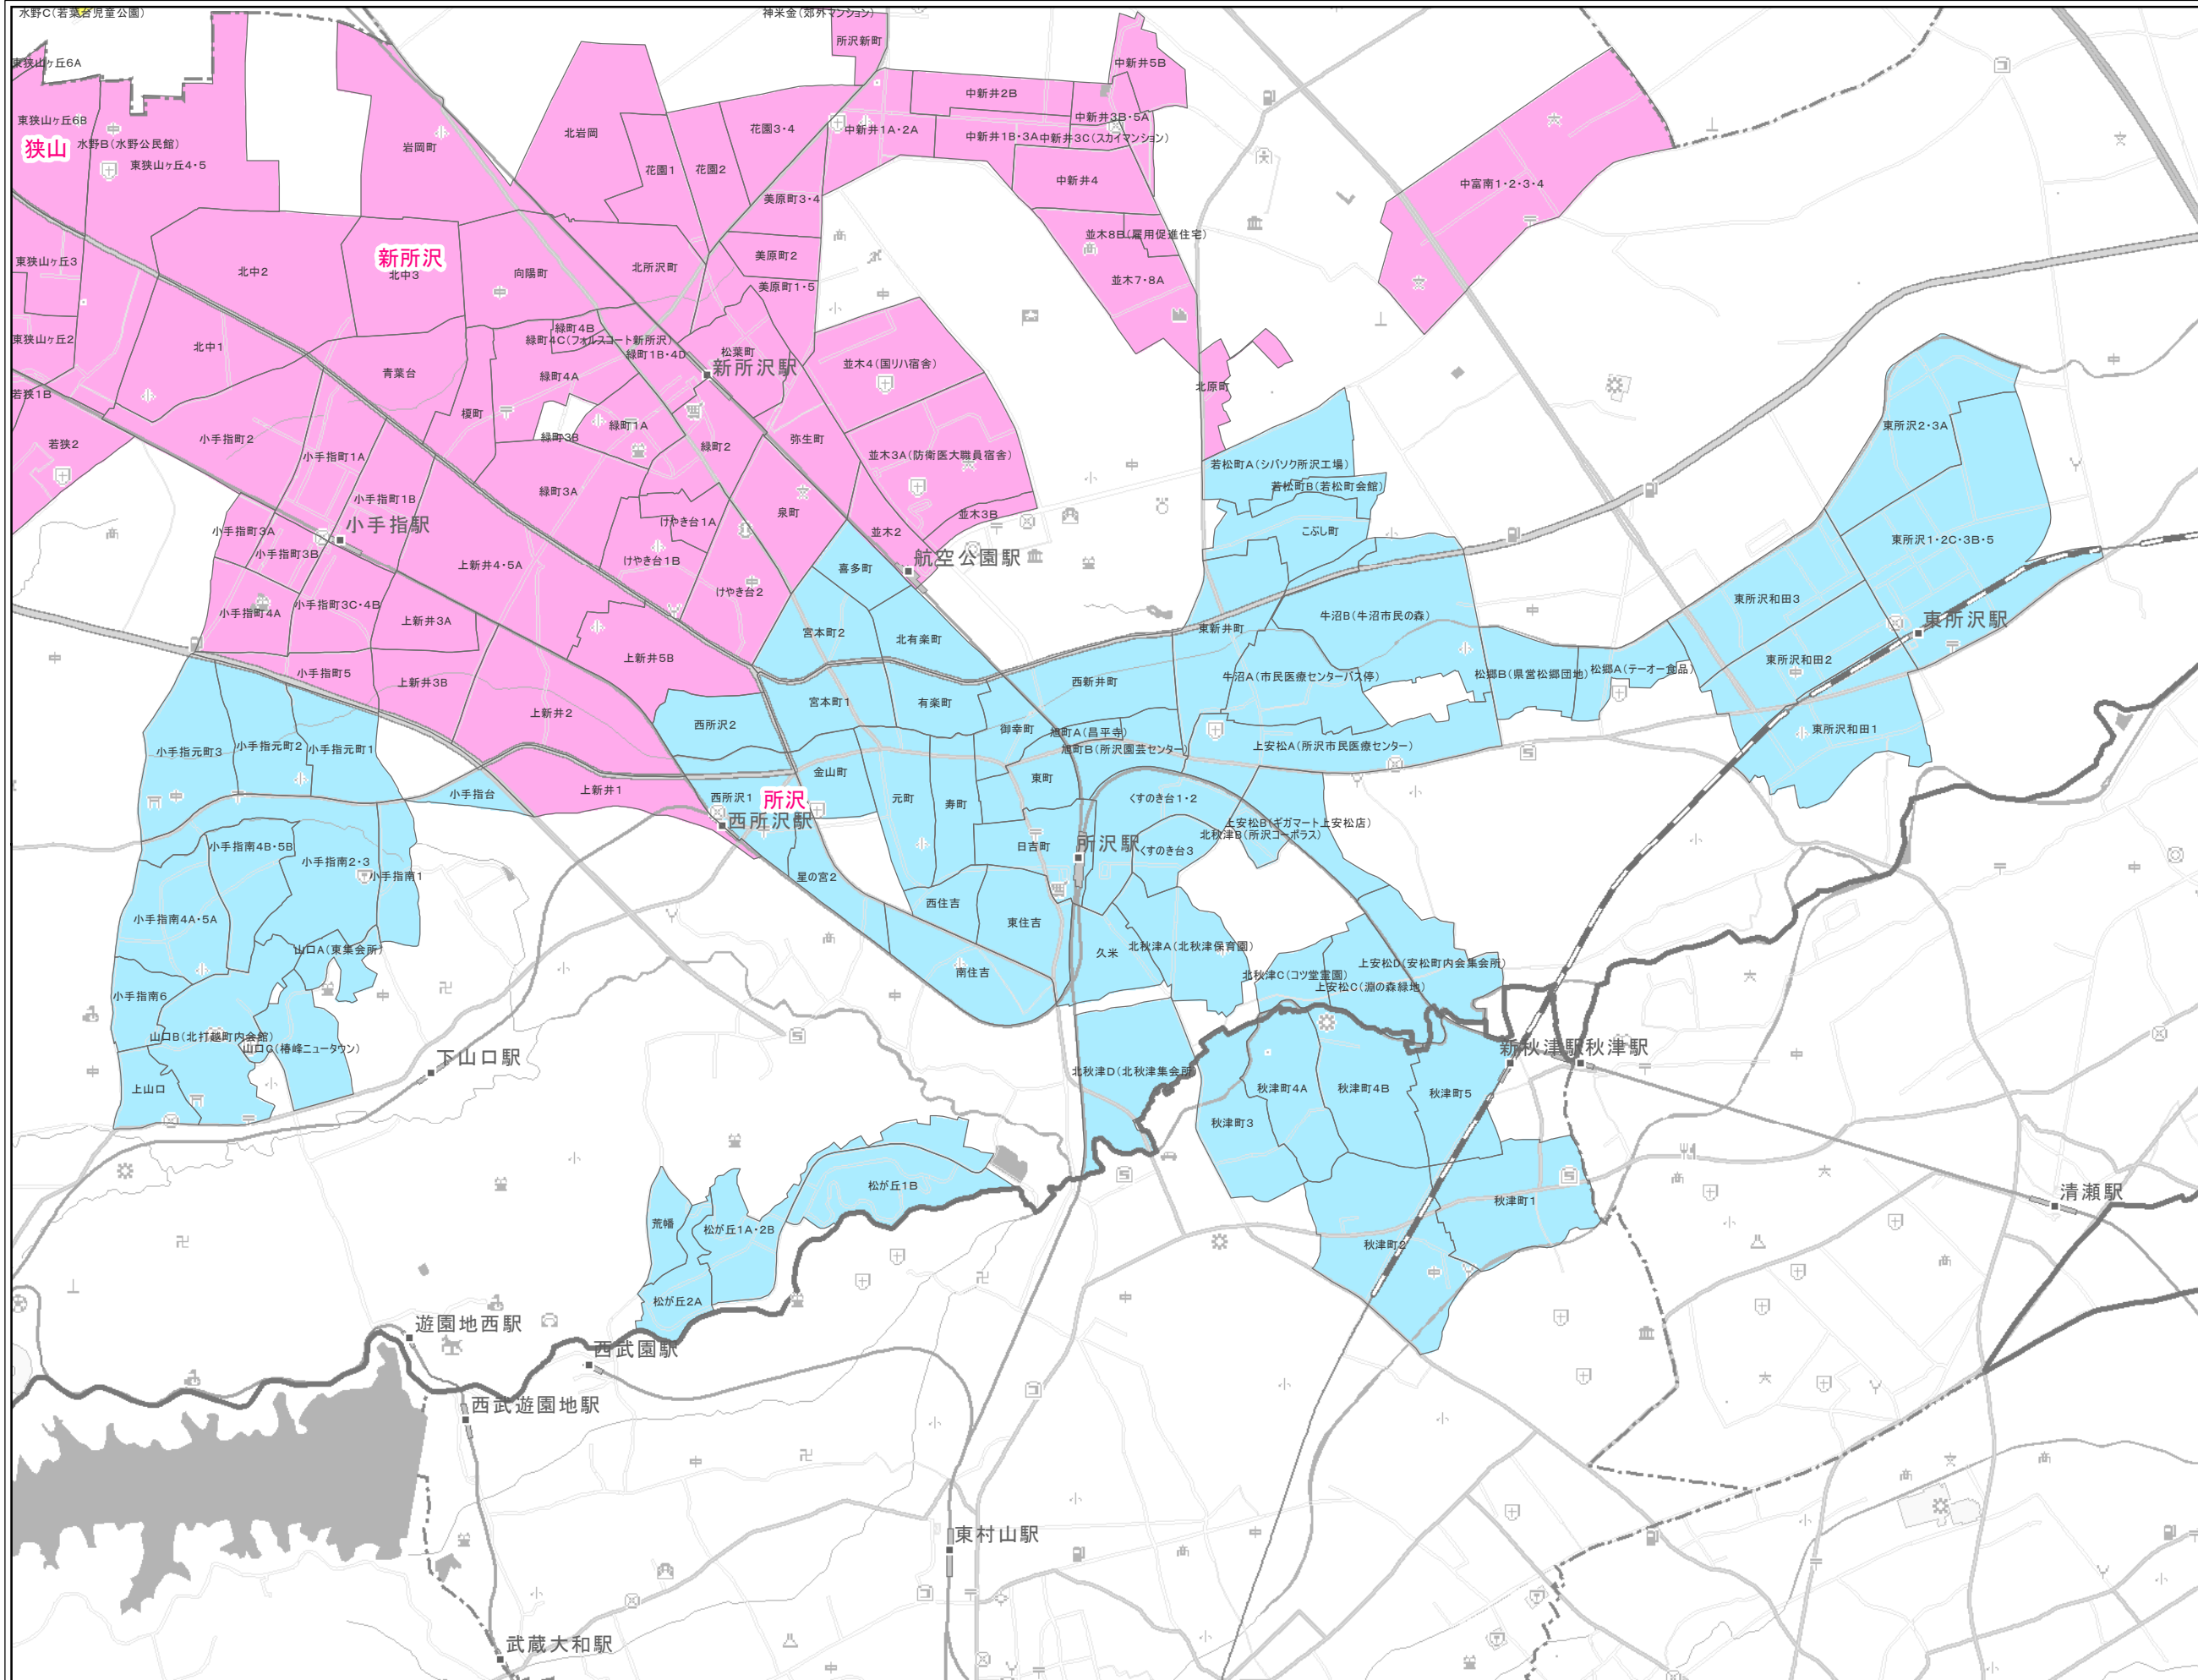 水野C(若葉台児童公園)
神米金(郊外マンション)
所沢新町
東狭山ヶ丘6A
中新井5B
中新井2B
東狭山ヶ丘6B
水野B(水野公民館)
狭山
東狭山ヶ丘4・5
岩岡町
北岩岡
花園3・4
中新井1A・2A
中新井3B・5A
中新井1B・3A
中新井3C(スカイマンション)
花園1
花園2
中新井4
中富南1・2・3・4
美原町3・4
並木8B(雇用促進住宅)
東狭山ヶ丘3
北中2
新所沢
北中3
向陽町
北所沢町
美原町2
美原町1・5
並木7・8A
東狭山ヶ丘2
北中1
緑町4B
緑町4C(フォルスコート新所沢)
緑町1B・4D
松葉町
新所沢駅
並木4(国リハ宿舎)
青葉台
緑町4A
北原町
若狭1B
若狭2
小手指町2
榎町
緑町3B
緑町1A
緑町2
弥生町
並木3A(防衛医大職員宿舎)
東所沢2・3A
小手指町1A
若松町A(シバソク所沢工場)
若松町B(若松町会館)
小手指町1B
緑町3A
泉町
並木3B
小手指駅
小手指町3A
けやき台1A
並木2
こぶし町
小手指町3B
上新井4・5A
けやき台1B
喜多町
航空公園駅
東所沢1・2C・3B・5
小手指町4A
小手指町3C・4B
上新井3A
けやき台2
宮本町2
北有楽町
東新井町
牛沼B(牛沼市民の森)
東所沢和田3
東所沢駅
小手指町5
上新井3B
上新井5B
西新井町
牛沼A(市民医療センターバス停)
松郷B(県営松郷団地)
松郷A(テーオー食品)
東所沢和田2
上新井2
西所沢2
宮本町1
有楽町
御幸町
旭町A(昌平寺)
旭町B(所沢園芸センター)
上安松A(所沢市民医療センター)
東所沢和田1
小手指元町3
小手指元町2
小手指元町1
金山町
東町
小手指台
上新井1
西所沢1
所沢
元町
寿町
くすのき台1・2
西所沢駅
上安松B(ギガマート上安松店)
北秋津B(所沢コーポラス)
小手指南4B・5B
小手指南2・3
日吉町
所沢駅
くすのき台3
小手指南1
星の宮2
小手指南4A・5A
西住吉
東住吉
山口A(東集会所)
久米
北秋津A(北秋津保育園)
小手指南6
南住吉
北秋津C(コツ堂霊園)
上安松D(安松町内会集会所)
上安松C(淵の森緑地)
山口B(北打越町内会館)
山口C(椿峰ニュータウン)
下山口駅
新秋津駅
秋津駅
上山口
北秋津D(北秋津集会所)
秋津町4A
秋津町4B
秋津町5
秋津町3
松が丘1B
清瀬駅
荒幡
松が丘1A・2B
秋津町1
秋津町2
松が丘2A
遊園地西駅
西武園駅
西武遊園地駅
東村山駅
武蔵大和駅